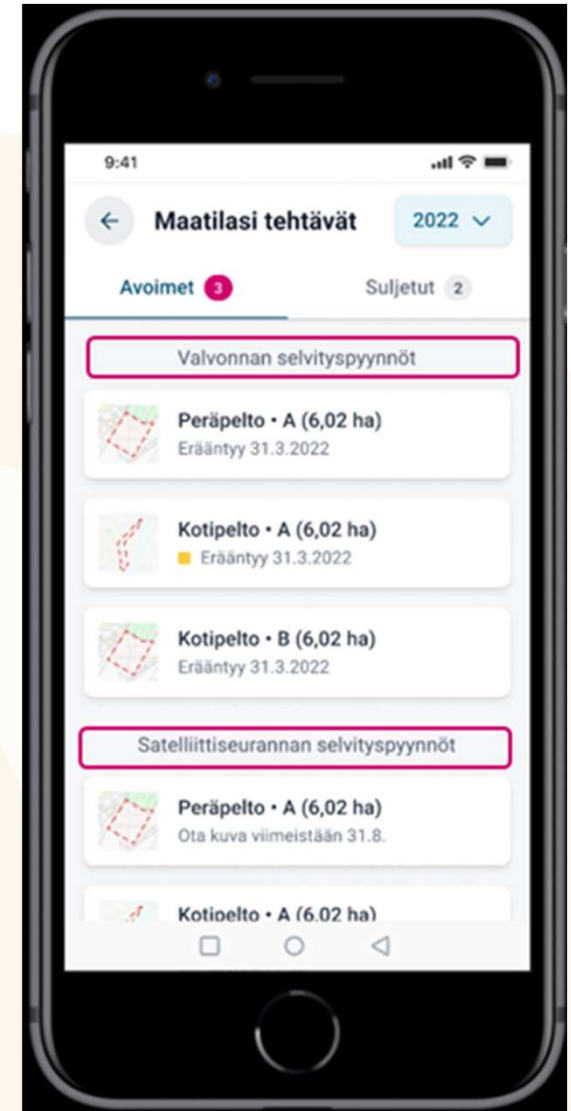 9:41
Maatilasi tehtävät
2022
Avoimet 3
Suljetut 2
Valvonnan selvityspyynnöt
Peräpelto • A (6,02 ha)
Erääntyy 31.3.2022
Kotipelto • A (6,02 ha)
Erääntyy 31.3.2022
Kotipelto • B (6,02 ha)
Erääntyy 31.3.2022
Satelliittiseurannan selvityspyynnöt
Peräpelto • A (6,02 ha)
Ota kuva viimeistään 31.8.
Kotipelto • A (6,02 ha)